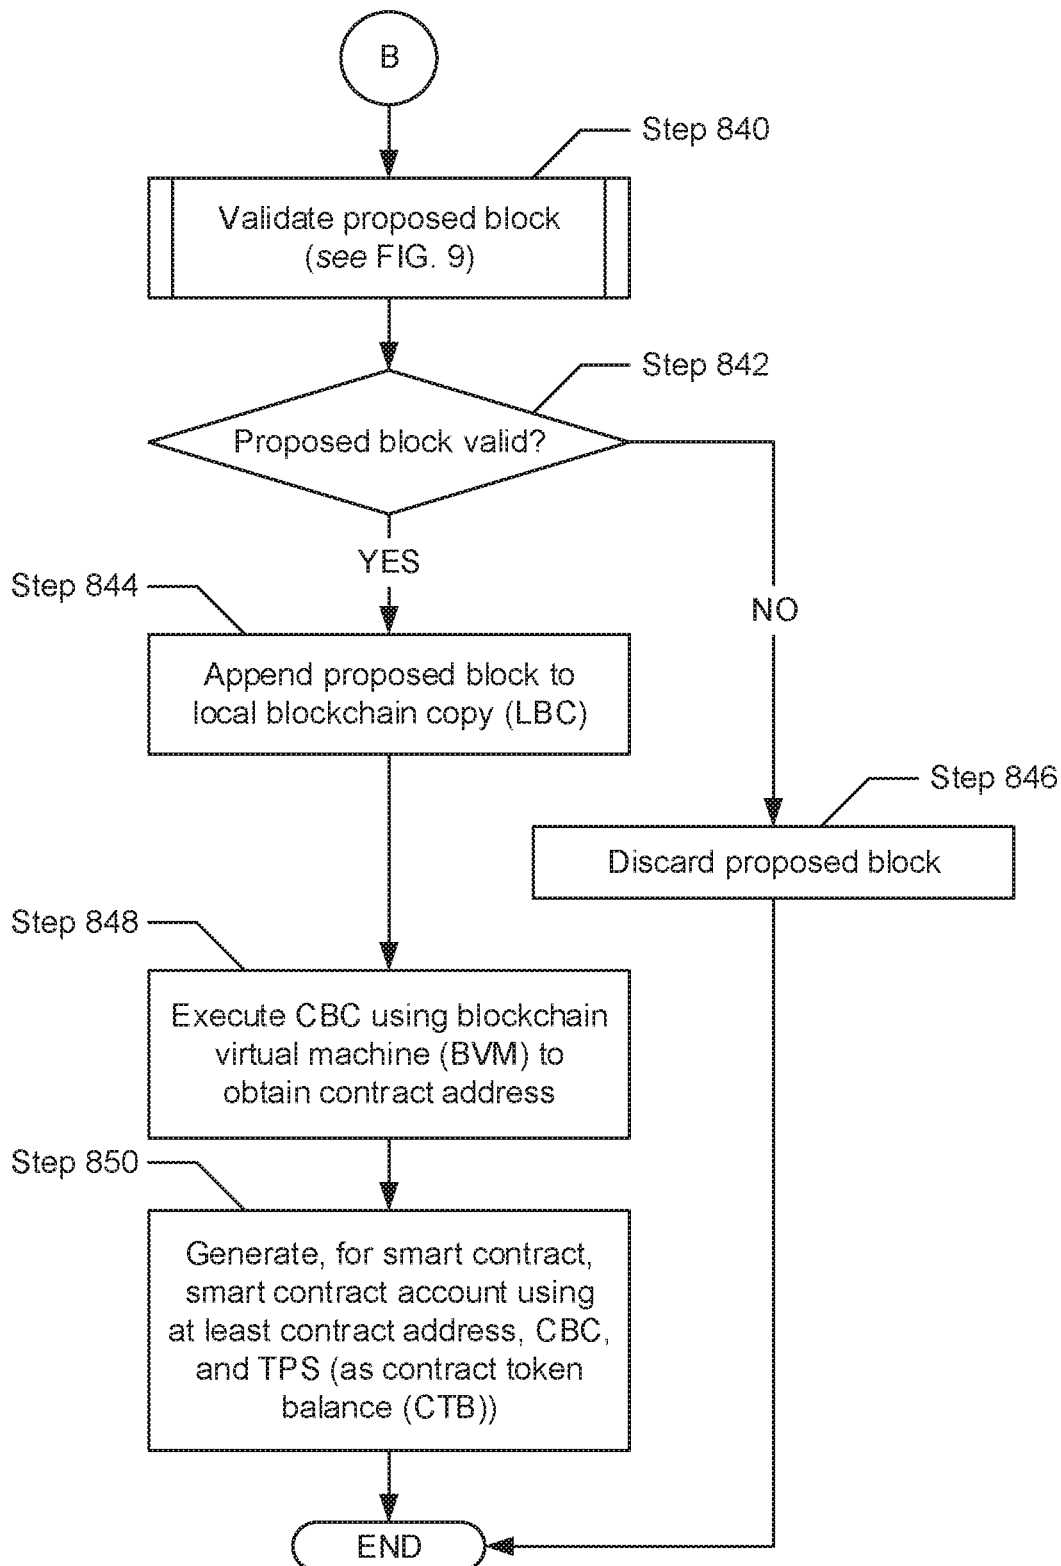 B
Step 840
Validate proposed block
(see FIG. 9)
Step 842
Proposed block valid?
YES
NO
Step 844
Append proposed block to
local blockchain copy (LBC)
Step 846
Discard proposed block
Step 848
Execute CBC using blockchain
virtual machine (BVM) to
obtain contract address
Step 850
Generate, for smart contract,
smart contract account using
at least contract address, CBC,
and TPS (as contract token
balance (CTB))
END